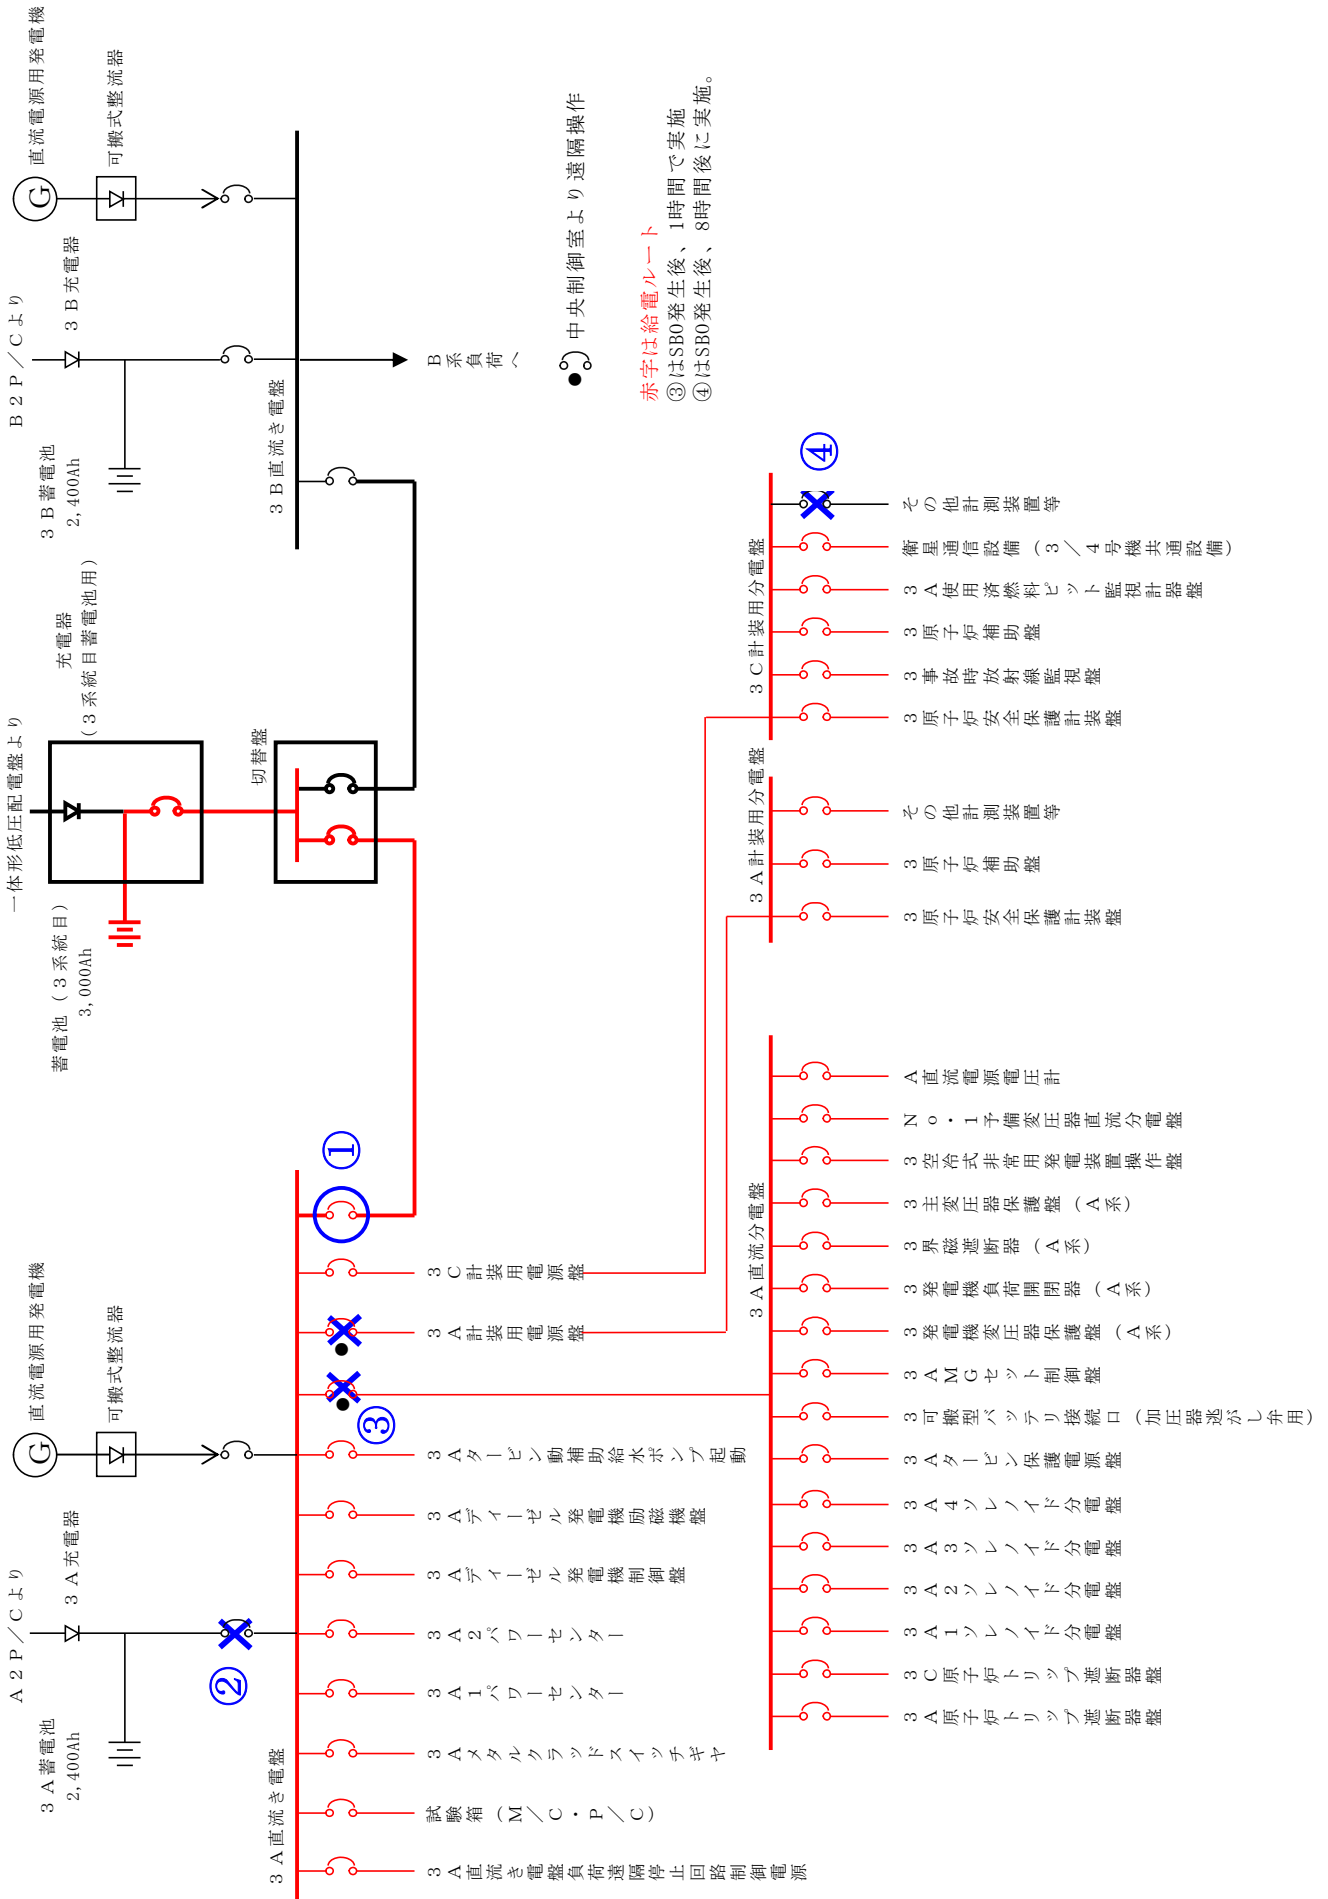 A2P/Cより
3A充電器
3A蓄電池
2,400Ah
直流電源用発電機
G
可搬式整流器
②
3A直流き電盤
一体形低圧配電盤より
充電器
(3系統目蓄電池用)
蓄電池(3系統目)
3,000Ah
切替盤
B2P/Cより
3B充電器
3B蓄電池
2,400Ah
直流電源用発電機
G
可搬式整流器
3B直流き電盤
B系負荷へ
①
③
3A直流き電盤負荷遠隔停止回路制御電源
試験箱(M/C・P/C)
3Aメタルクラッドスイッチギヤ
3A1パワーセンター
3A2パワーセンター
3Aディーゼル発電機制御盤
3Aディーゼル発電機励磁機盤
3Aタービン動補助給水ポンプ起動
3A計装用電源盤
3C計装用電源盤
中央制御室より遠隔操作
赤字は給電ルート
③はSBO発生後、1時間で実施
④はSBO発生後、8時間後に実施。
3A直流分電盤
3A原子炉トリップ遮断器盤
3C原子炉トリップ遮断器盤
3A1ソレノイド分電盤
3A2ソレノイド分電盤
3A3ソレノイド分電盤
3A4ソレノイド分電盤
3Aタービン保護電源盤
3可搬型バッテリ接続口(加圧器逃がし弁用)
3AMGセット制御盤
3発電機変圧器保護盤(A系)
3発電機負荷開閉器(A系)
3界磁遮断器(A系)
3主変圧器保護盤(A系)
3空冷式非常用発電装置操作盤
No・1予備変圧器直流分電盤
A直流電源電圧計
3A計装用分電盤
3原子炉安全保護計装盤
3原子炉補助盤
その他計測装置等
3C計装用分電盤
3原子炉安全保護計装盤
3事故時放射線監視盤
3原子炉補助盤
3A使用済燃料ピット監視計器盤
衛星通信設備(3/4号機共通設備)
その他計測装置等
④